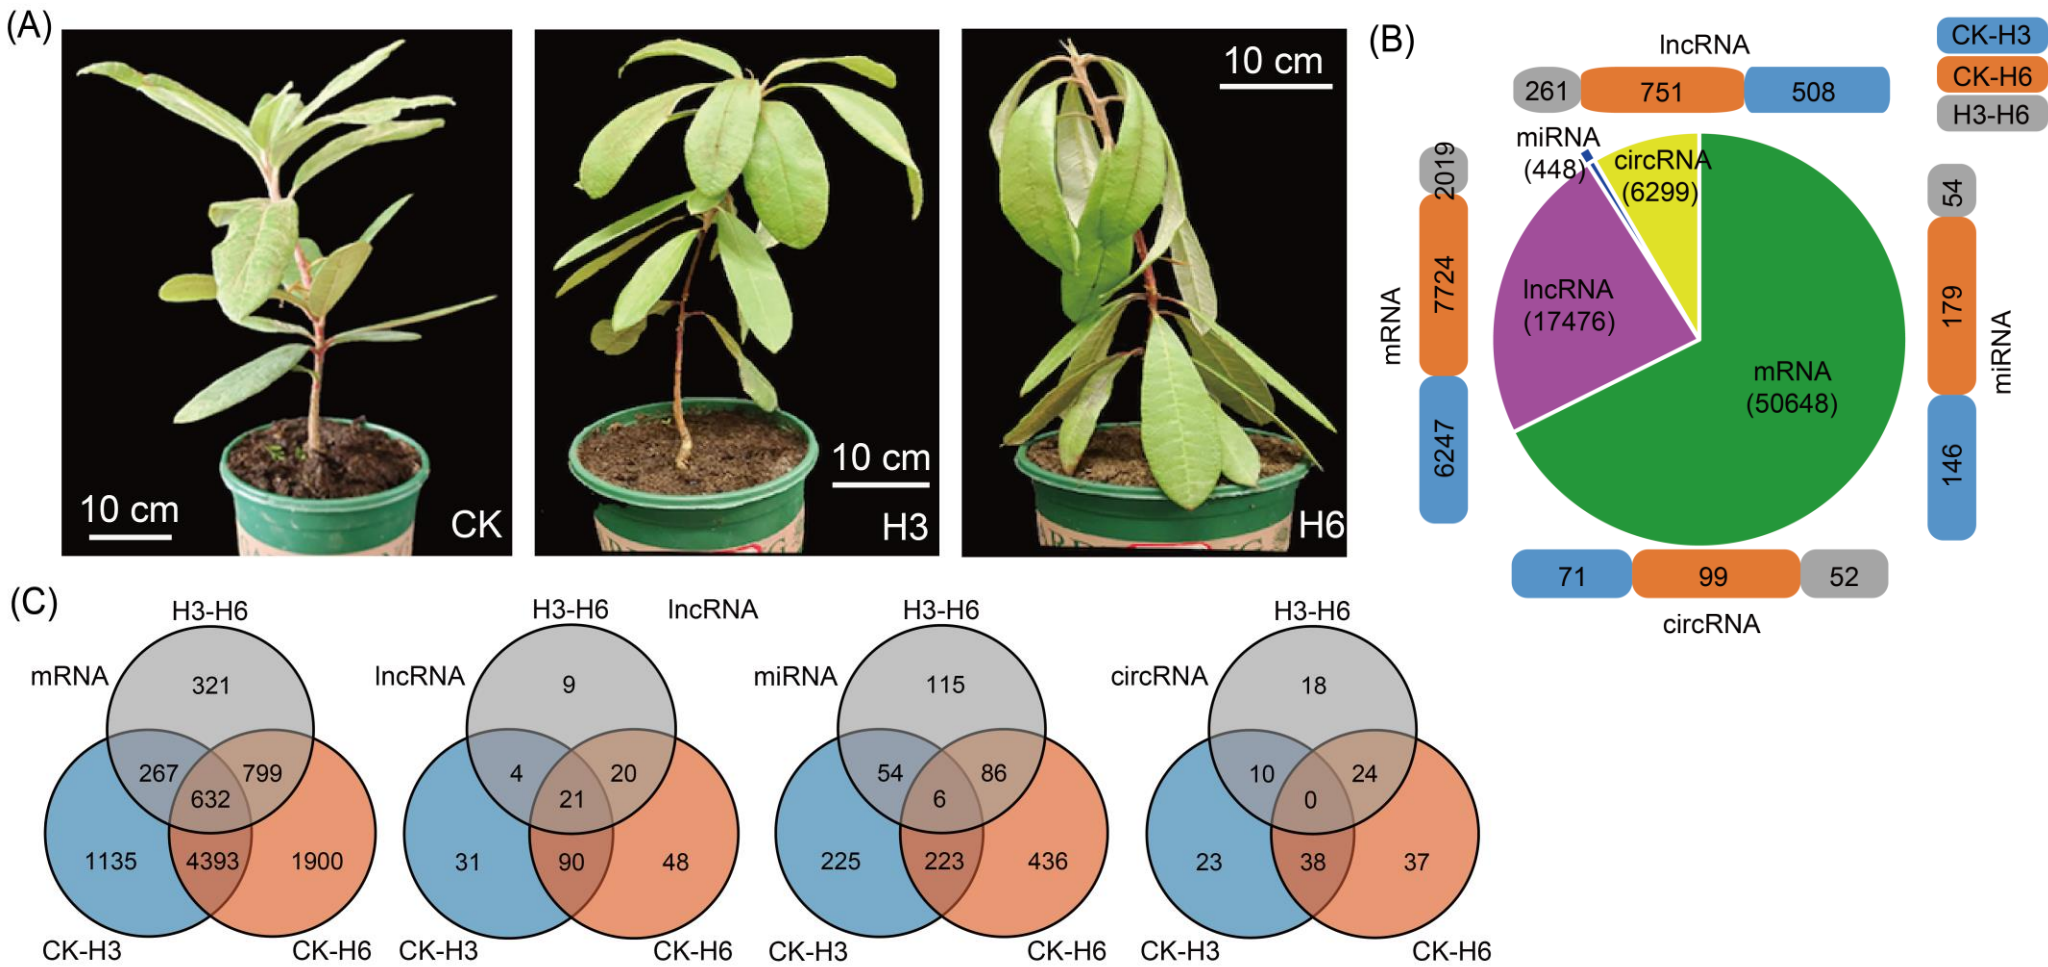 (A)
10 cm
CK
10 cm
H3
10 cm
H6
(B)
lncRNA
261 751 508
CK-H3
CK-H6
H3-H6
mRNA
2019
7724
6247
miRNA
(448)
circRNA
(6299)
lncRNA
(17476)
mRNA
(50648)
54
179
146
miRNA
71 99 52
circRNA
(C)
mRNA
H3-H6
321
267 799
632
1135 4393 1900
CK-H3 CK-H6
lncRNA
H3-H6
lncRNA
9
4 20
21
31 90 48
CK-H3 CK-H6
miRNA
H3-H6
115
54 86
6
225 223 436
CK-H3 CK-H6
circRNA
H3-H6
18
10 24
0
23 38 37
CK-H3 CK-H6